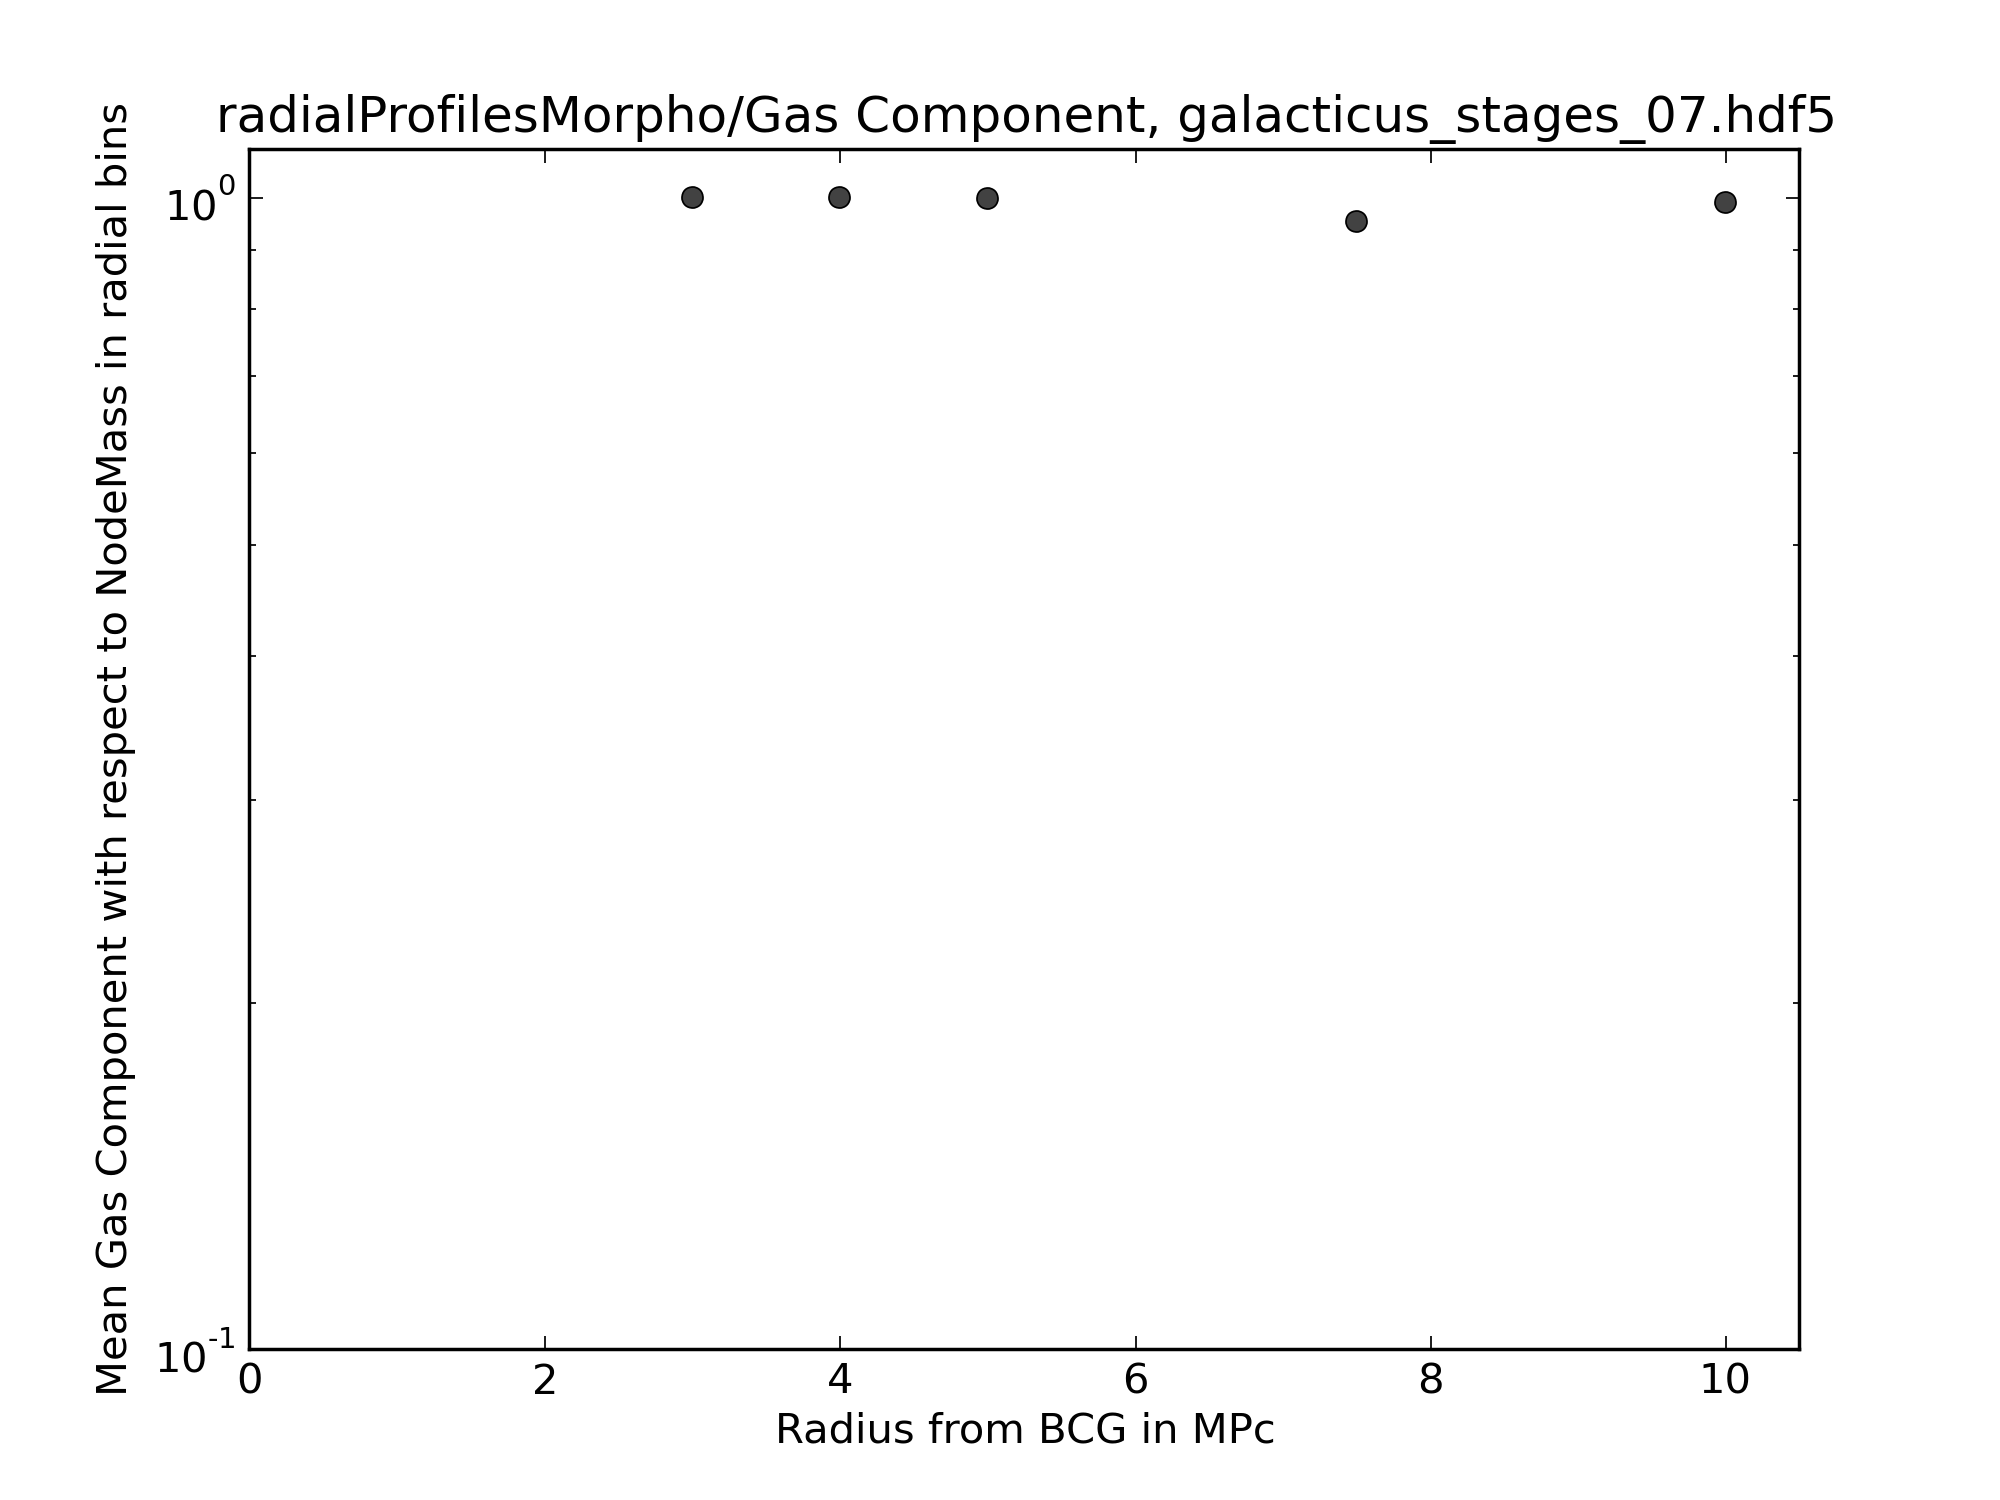 radialProfilesMorpho/Gas Component, galacticus_stages_07.hdf5
Mean Gas Component with respect to NodeMass in radial bins
10^0
10^-1
0 2 4 6 8 10
Radius from BCG in MPc